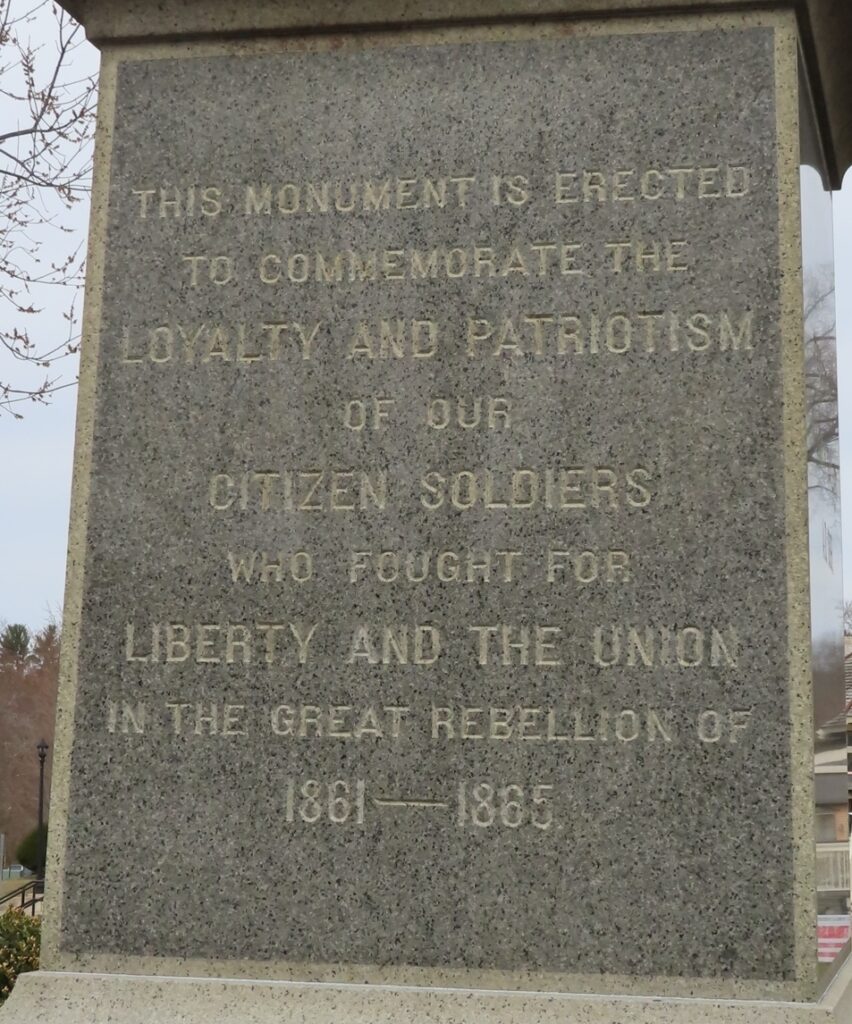 THIS MONUMENT IS ERECTED
TO COMMEMORATE THE
LOYALTY AND PATRIOTISM
OF OUR
CITIZEN SOLDIERS
WHO FOUGHT FOR
LIBERTY AND THE UNION
IN THE GREAT REBELLION OF
1861—1865.